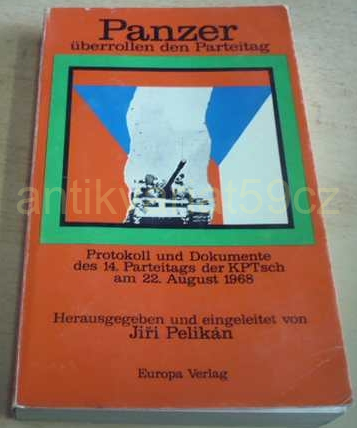 Panzer
überrollen den Parteitag
antikvariat59cz
Protokoll und Dokumente
des 14. Parteitags der KPTsch
am 22. August 1968
Herausgegeben und eingeleitet von
Jiří Pelikán
Europa Verlag